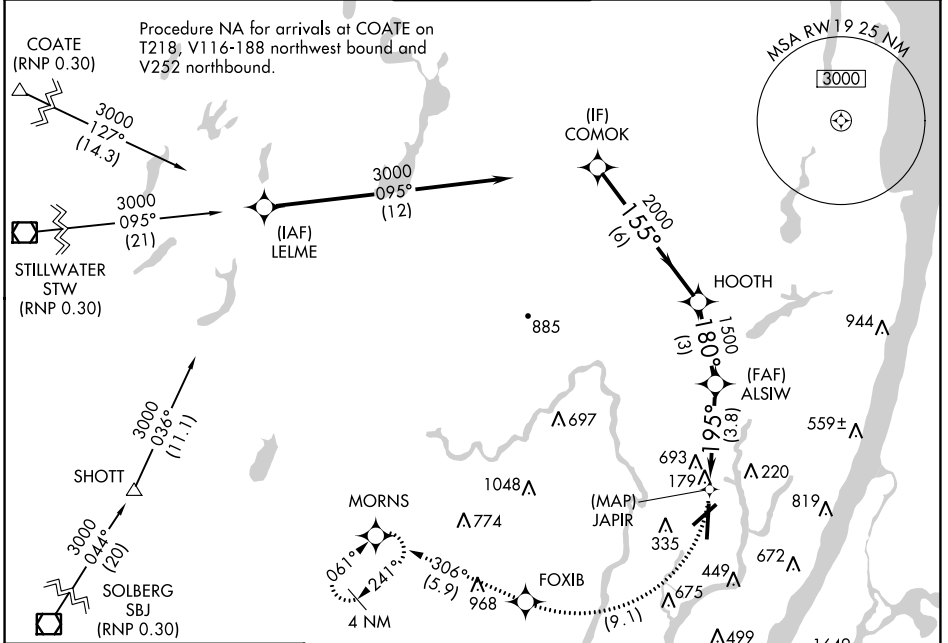 Procedure NA for arrivals at COATE on
T218, V116-188 northwest bound and
V252 northbound.
COATE
(RNP 0.30)
3000
127°
(14.3)
MSA RW 19 25 NM
3000
(IF)
COMOK
3000
095°
(12)
2000
155°
(6)
3000
095°
(21)
(IAF)
LELME
STILLWATER
STW
(RNP 0.30)
HOOTH
1500
180°
(3)
885
944
(FAF)
ALSIW
195°
(3.8)
697
559±
3000
036°
(11.1)
SHOTT
693
179
220
1048
(MAP)
JAPIR
819
MORNS
774
335
3000
044°
(20)
672
061°
241°
306°
(5.9)
968
FOXIB
449
675
4 NM
(9.1)
SOLBERG
SBJ
(RNP 0.30)
499
1649